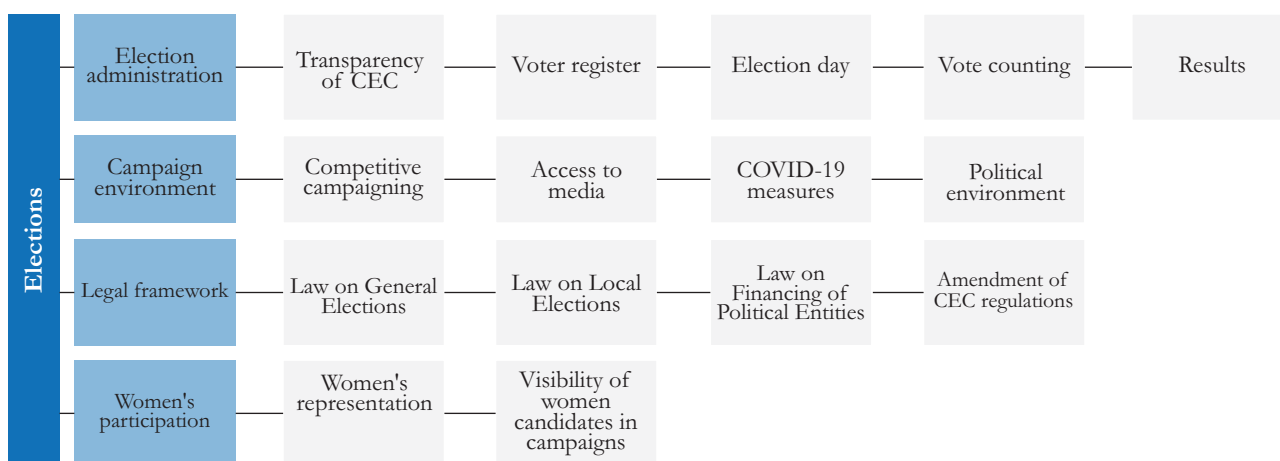 Elections
Election
administration
Transparency
of CEC
Voter register
Election day
Vote counting
Results
Campaign
environment
Competitive
campaigning
Access to
media
COVID-19
measures
Political
environment
Legal framework
Law on General
Elections
Law on Local
Elections
Law on
Financing of
Political Entities
Amendment of
CEC regulations
Women's
participation
Women's
representation
Visibility of
women
candidates in
campaigns